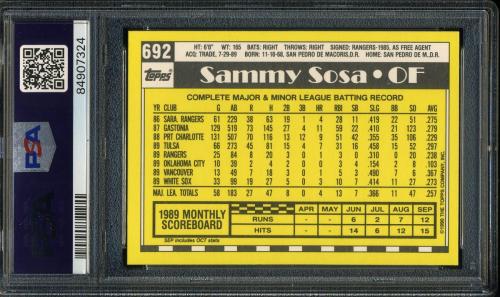 84907324
PSA
692
HT: 6'0" WT: 165 BATS: RIGHT THROWS: RIGHT SIGNED: RANGERS-1985, AS FREE AGENT
ACQ: TRADE, 7-29-89 BORN: 11-10-68, SAN PEDRO DE MACORIS, D.R. HOME: SAN PEDRO DE M., D.R.
Topps
Sammy Sosa • OF
COMPLETE MAJOR & MINOR LEAGUE BATTING RECORD
YR CLUB G AB R H 2B 3B HR RBI SB SLG BB SO AVG
86 SARA. RANGERS 61 229 38 63 19 1 4 28 11 .419 22 51 .275
87 GASTONIA 129 519 73 145 27 4 11 59 22 .410 21 123 .279
88 PRT CHARLOTTE 131 507 70 116 13 12 9 51 42 .355 35 106 .229
89 TULSA 66 273 45 81 15 4 7 31 16 .458 15 52 .297
89 RANGERS 25 84 8 20 3 0 1 3 0 .310 0 20 .238
89 OKLAHOMA CITY 10 39 2 4 2 0 0 3 4 .154 2 8 .103
89 VANCOUVER 13 49 7 18 3 0 1 5 3 .490 7 6 .367
89 WHITE SOX 33 99 19 27 5 0 3 10 7 .414 11 27 .273
MAJ. LEA. TOTALS 58 183 27 47 8 0 4 13 7 .366 11 47 .257
1989 MONTHLY SCOREBOARD
APR MAY JUN JUL AUG SEP
RUNS 6 2 7 12
HITS 14 6 12 15
SEP includes OCT stats
©1990 THE TOPPS COMPANY, INC.